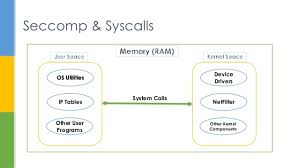 Seccomp & Syscalls
Memory (RAM)
User Space
Kernel Space
OS Utilities
IP Tables
Other User
Programs
System Calls
Device
Drivers
NetFilter
Other Kernel
Components